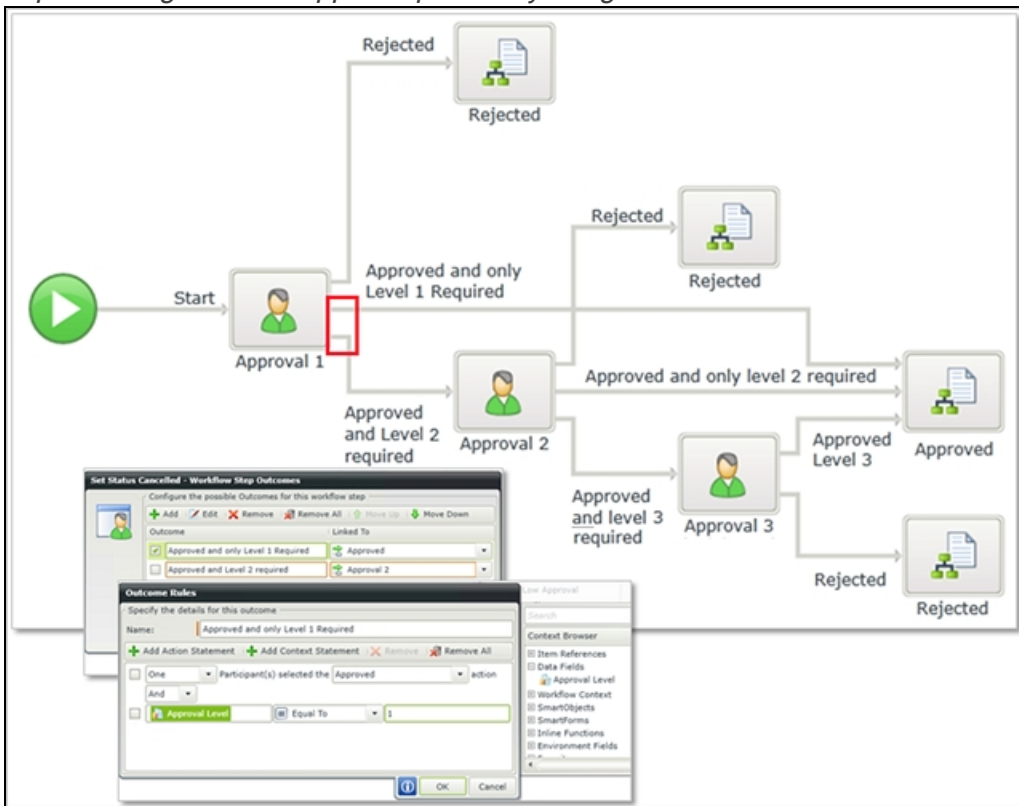 Rejected
Rejected
Rejected
Rejected
Start
Approved and only
Level 1 Required
Approval 1
Approved and only level 2 required
Approved
and Level 2
required
Approval 2
Approved
Level 3
Approved
Approved
and level 3
required
Approval 3
Rejected
Rejected
Set Status Cancelled - Workflow Step Outcomes
Configure the possible Outcomes for this workflow step
Add Edit Remove Remove All Move Up Move Down
Outcome Linked To
Approved and only Level 1 Required Approved
Approved and Level 2 required Approval 2
Outcome Rules
Specify the details for this outcome
Name: Approved and only Level 1 Required
Add Action Statement Add Context Statement Remove Remove All
One Participant(s) selected the Approved action
And
Approval Level Equal To 1
OK Cancel
Low Approval
Search
Context Browser
Item References
Data Fields
Approval Level
Workflow Context
SmartObjects
SmartForms
Inline Functions
Environment Fields